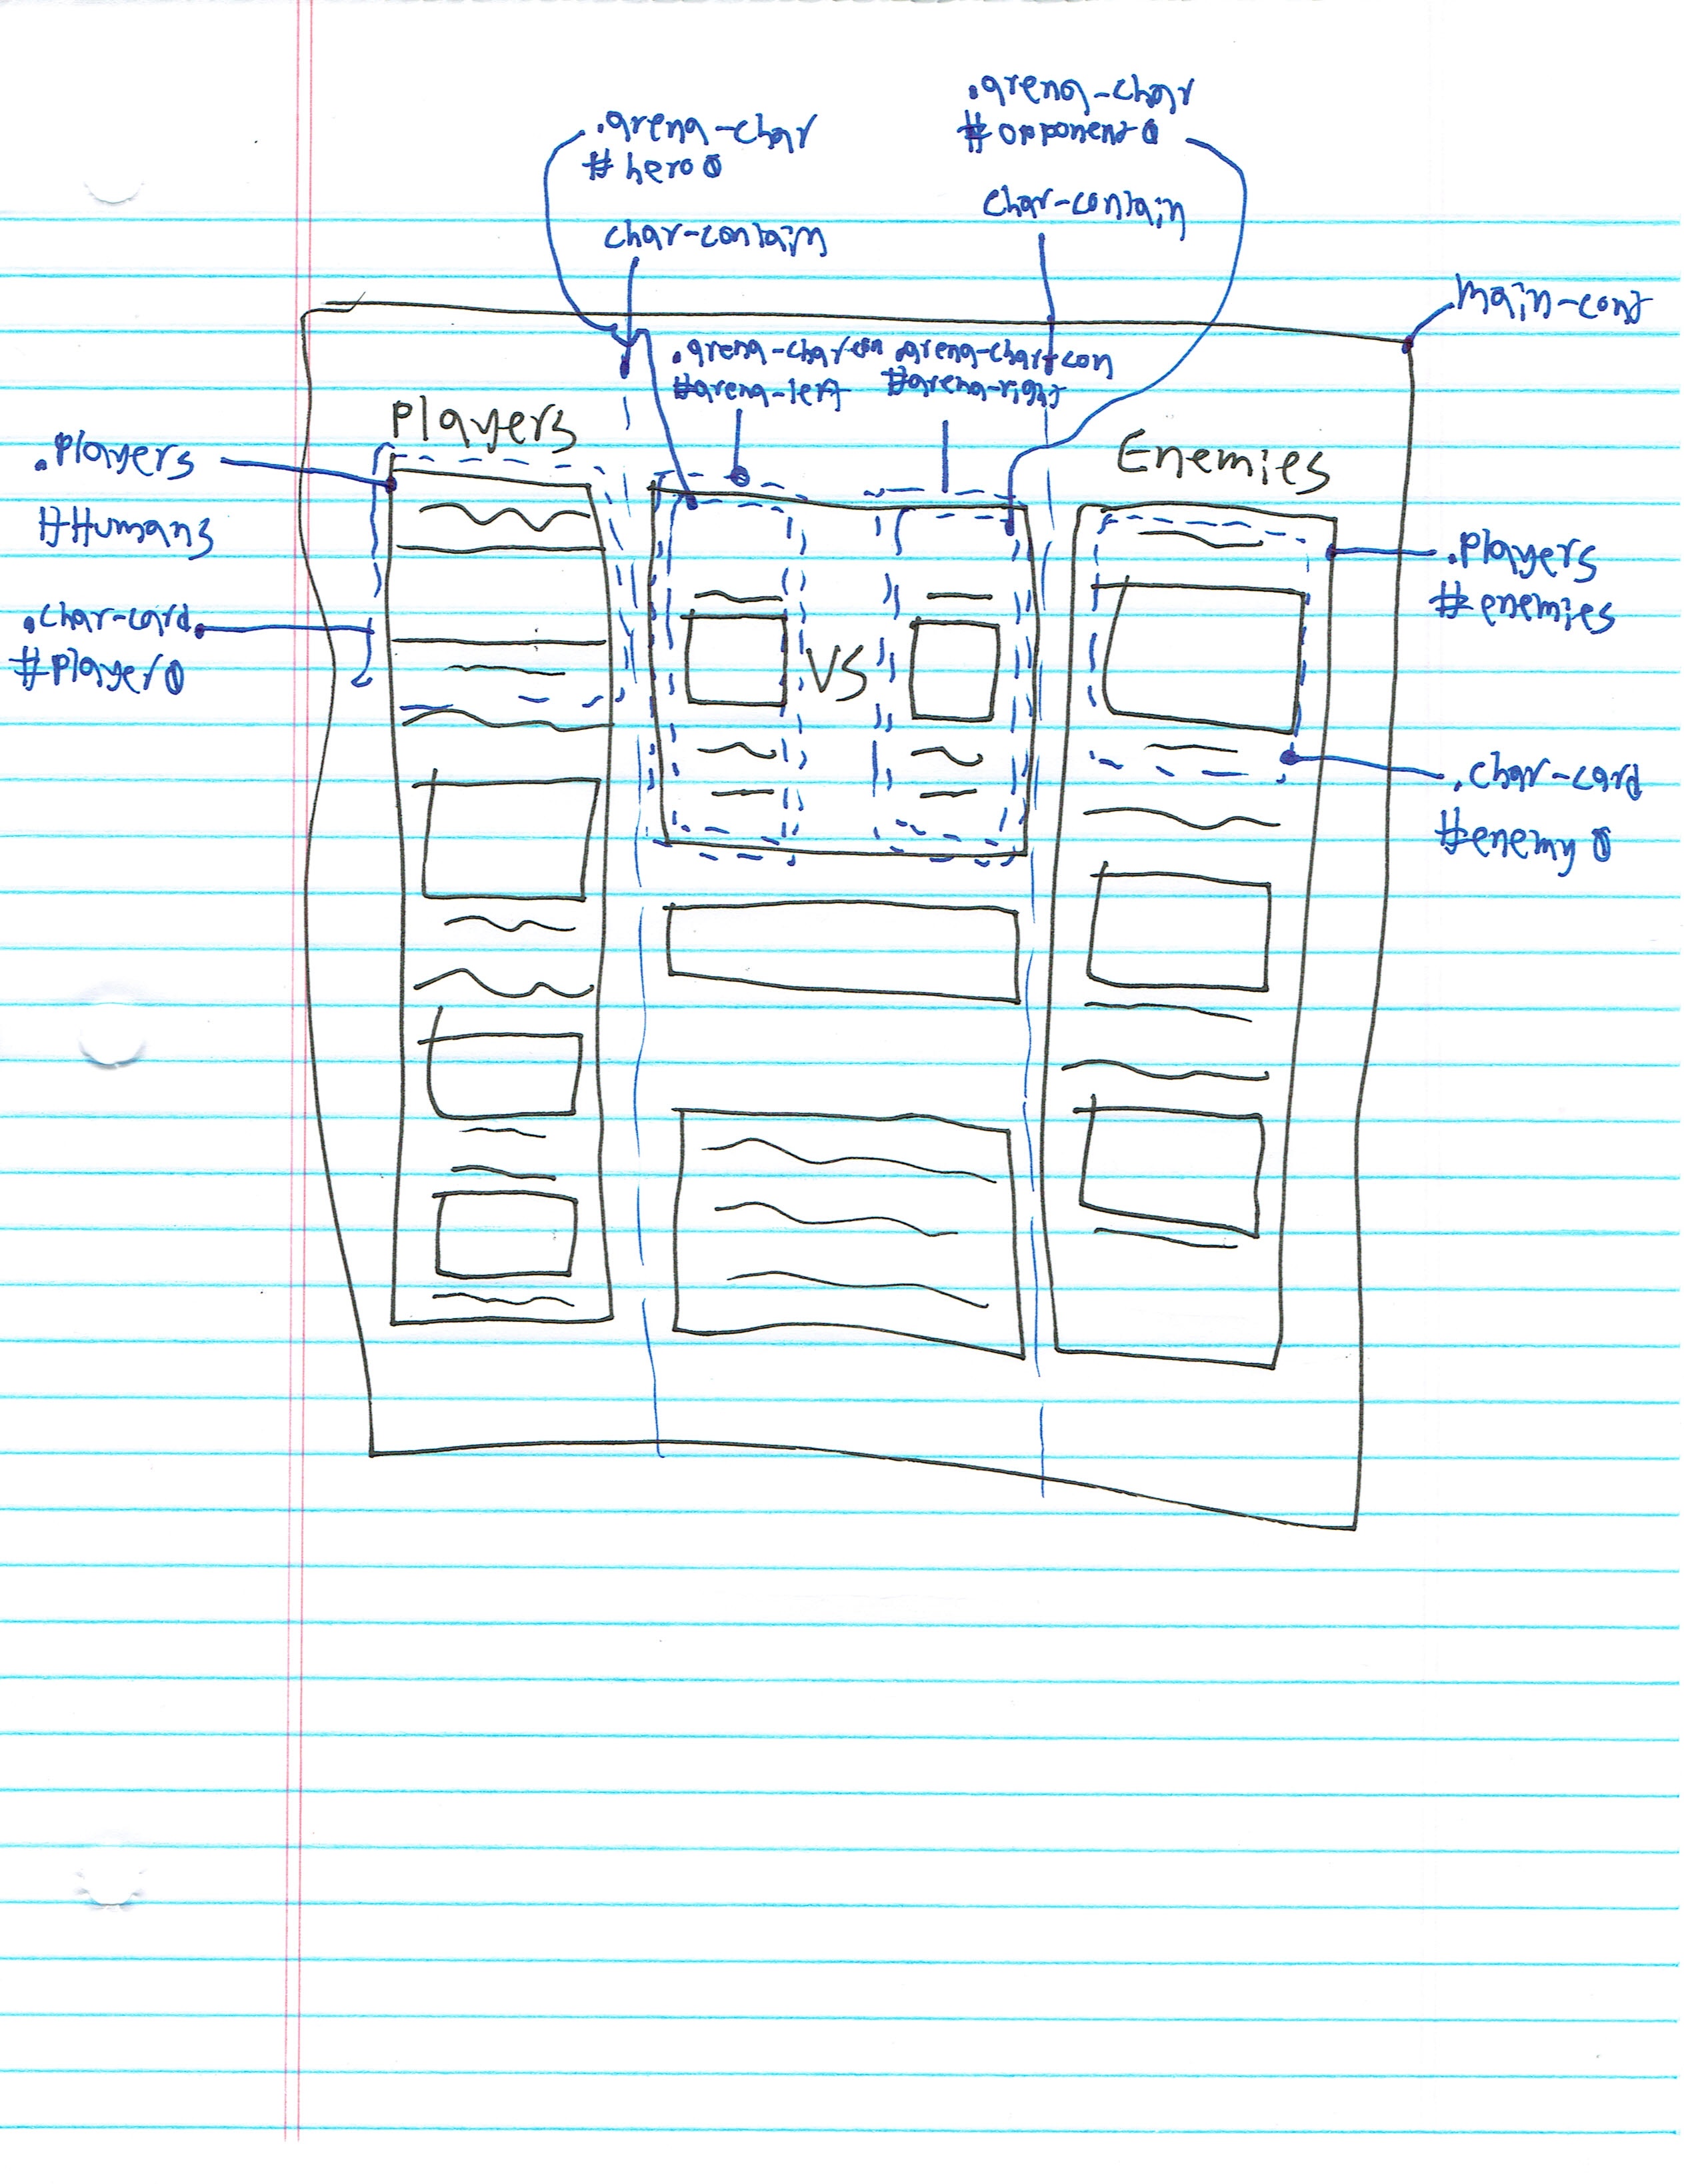 .arena-char
#opponent0
.arena-char
#hero0
char-contain
char-contain
main-cont
.arena-char-con
#arena-left
.arena-char-con
#arena-right
Players
Enemies
.Players
#Humans
.players
#enemies
.char-card
#player0
VS
.char-card
#enemy0